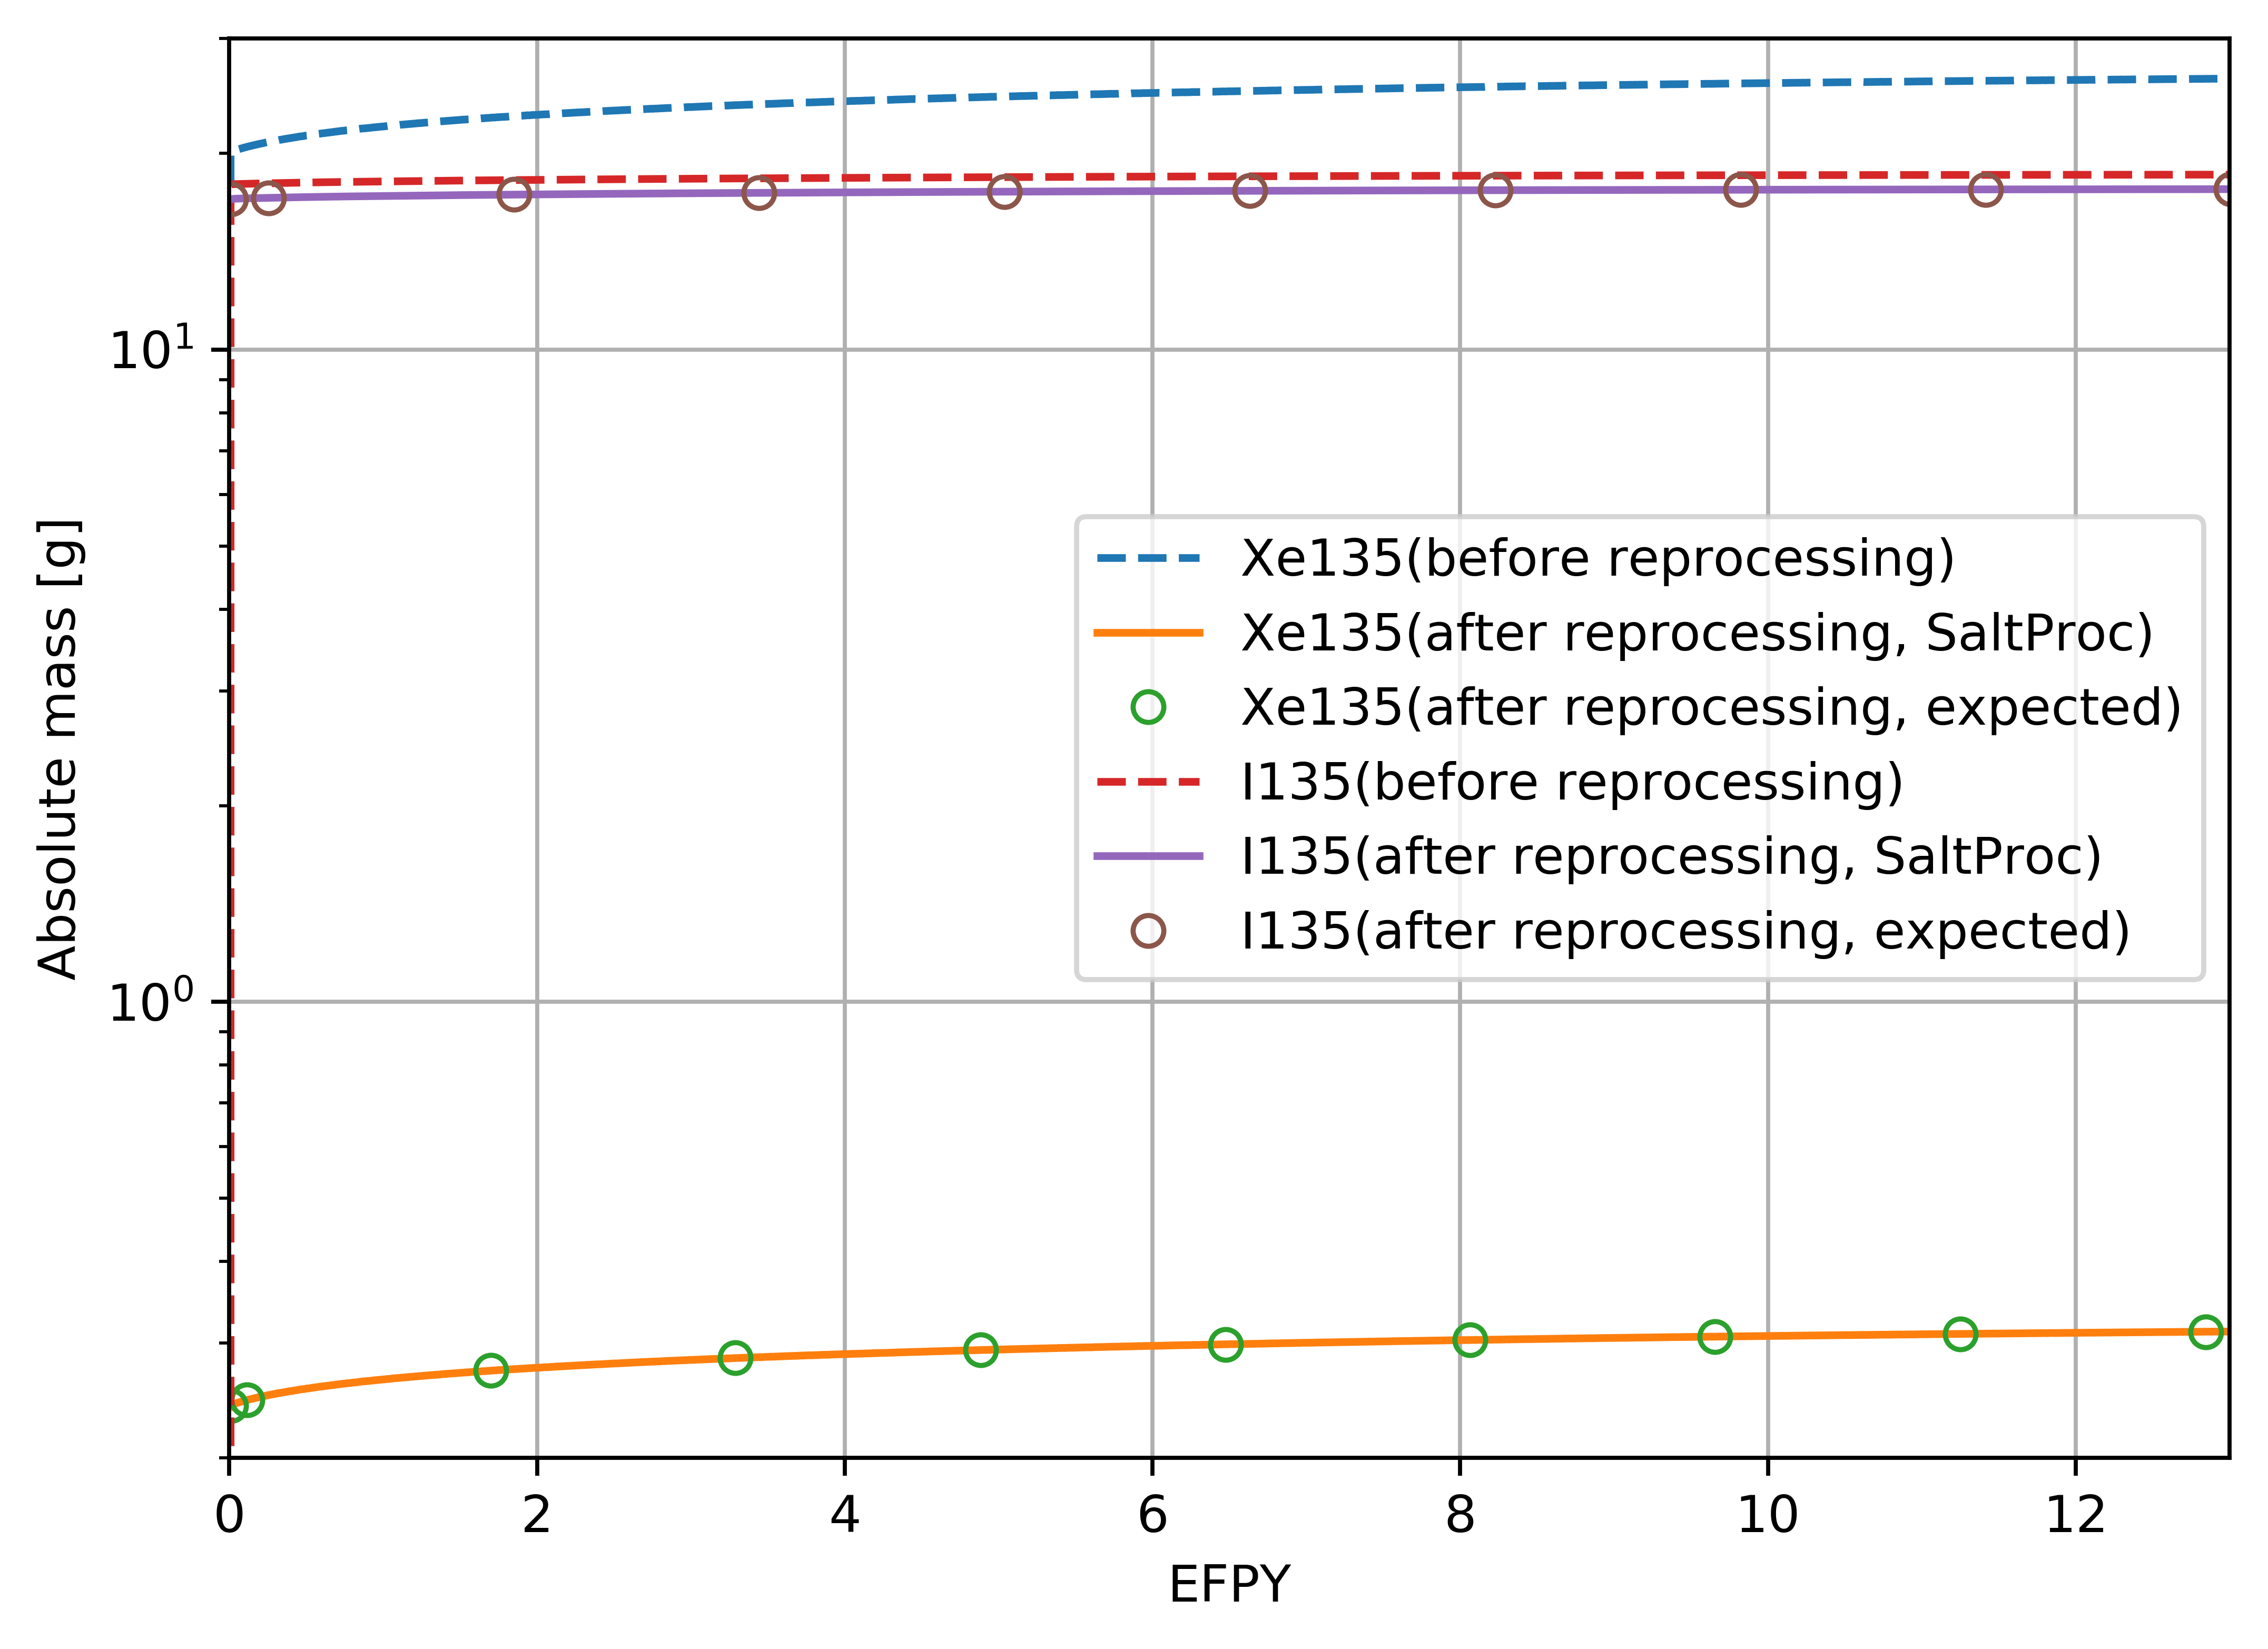 Absolute mass [g]
10¹
10⁰
Xe135(before reprocessing)
Xe135(after reprocessing, SaltProc)
Xe135(after reprocessing, expected)
I135(before reprocessing)
I135(after reprocessing, SaltProc)
I135(after reprocessing, expected)
0 2 4 6 8 10 12
EFPY